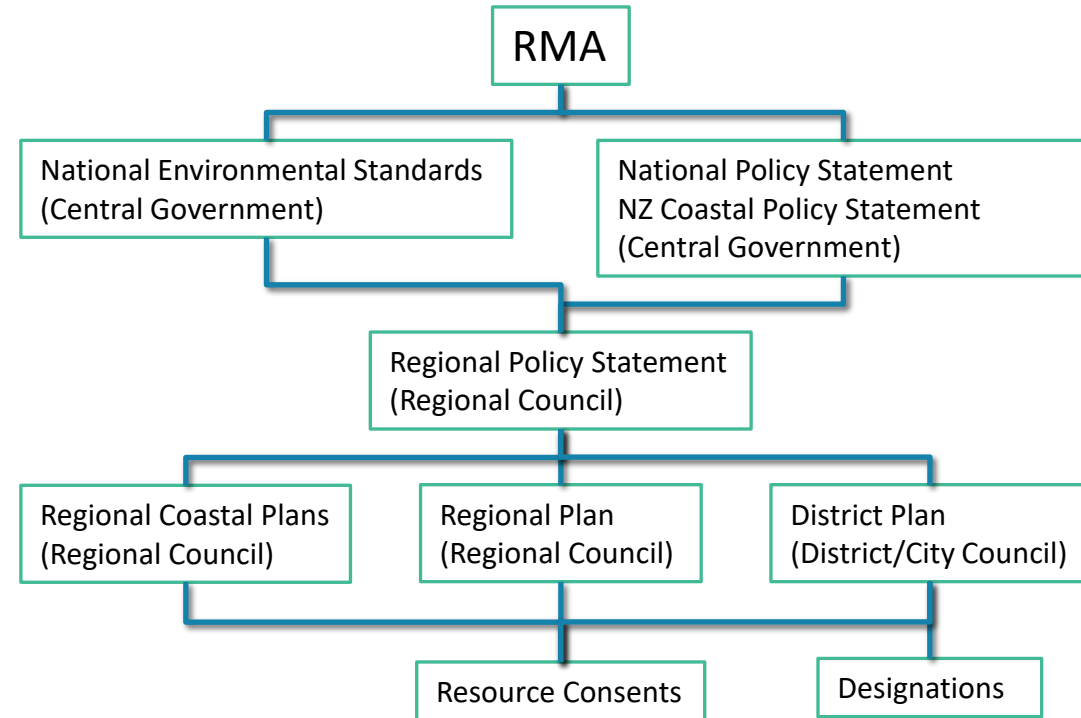 RMA
National Environmental Standards
(Central Government)
National Policy Statement
NZ Coastal Policy Statement
(Central Government)
Regional Policy Statement
(Regional Council)
Regional Coastal Plans
(Regional Council)
Regional Plan
(Regional Council)
District Plan
(District/City Council)
Resource Consents
Designations